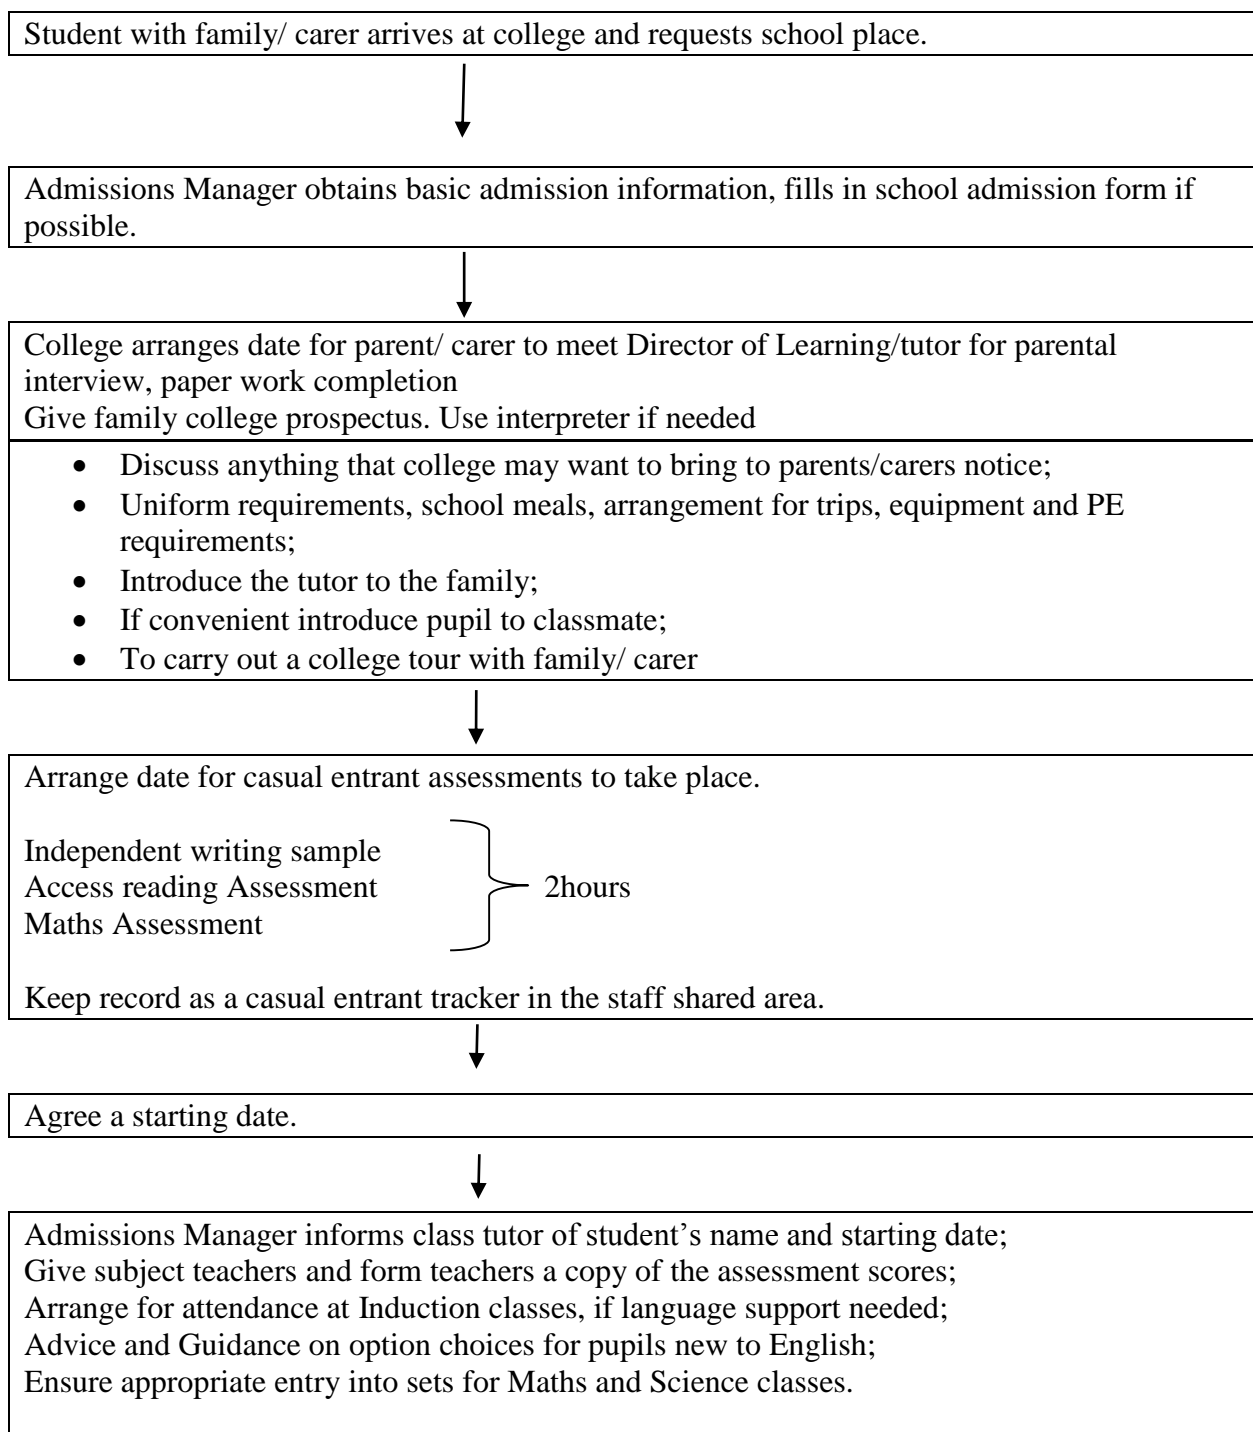 Student with family/ carer arrives at college and requests school place.
Admissions Manager obtains basic admission information, fills in school admission form if
possible.
College arranges date for parent/ carer to meet Director of Learning/tutor for parental
interview, paper work completion
Give family college prospectus. Use interpreter if needed
• Discuss anything that college may want to bring to parents/carers notice;
• Uniform requirements, school meals, arrangement for trips, equipment and PE
requirements;
• Introduce the tutor to the family;
• If convenient introduce pupil to classmate;
• To carry out a college tour with family/ carer
Arrange date for casual entrant assessments to take place.
Independent writing sample
Access reading Assessment
Maths Assessment
2hours
Keep record as a casual entrant tracker in the staff shared area.
Agree a starting date.
Admissions Manager informs class tutor of student’s name and starting date;
Give subject teachers and form teachers a copy of the assessment scores;
Arrange for attendance at Induction classes, if language support needed;
Advice and Guidance on option choices for pupils new to English;
Ensure appropriate entry into sets for Maths and Science classes.